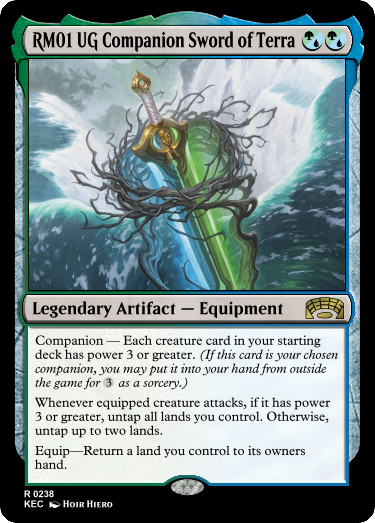 RM01 UG Companion Sword of Terra
Legendary Artifact — Equipment
Companion — Each creature card in your starting
deck has power 3 or greater. (If this card is your chosen
companion, you may put it into your hand from outside
the game for 3 as a sorcery.)
Whenever equipped creature attacks, if it has power
3 or greater, untap all lands you control. Otherwise,
untap up to two lands.
Equip—Return a land you control to its owners
hand.
R 0238
KEC Hoir Hiero